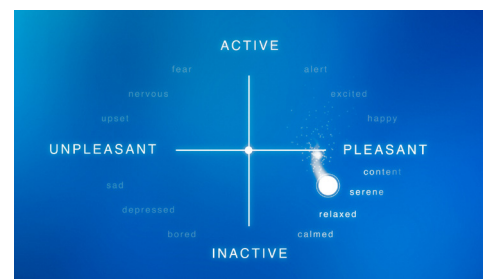 ACTIVE
fear
alert
nervous
excited
upset
happy
UNPLEASANT
PLEASANT
content
sad
serene
depressed
relaxed
bored
calmed
INACTIVE